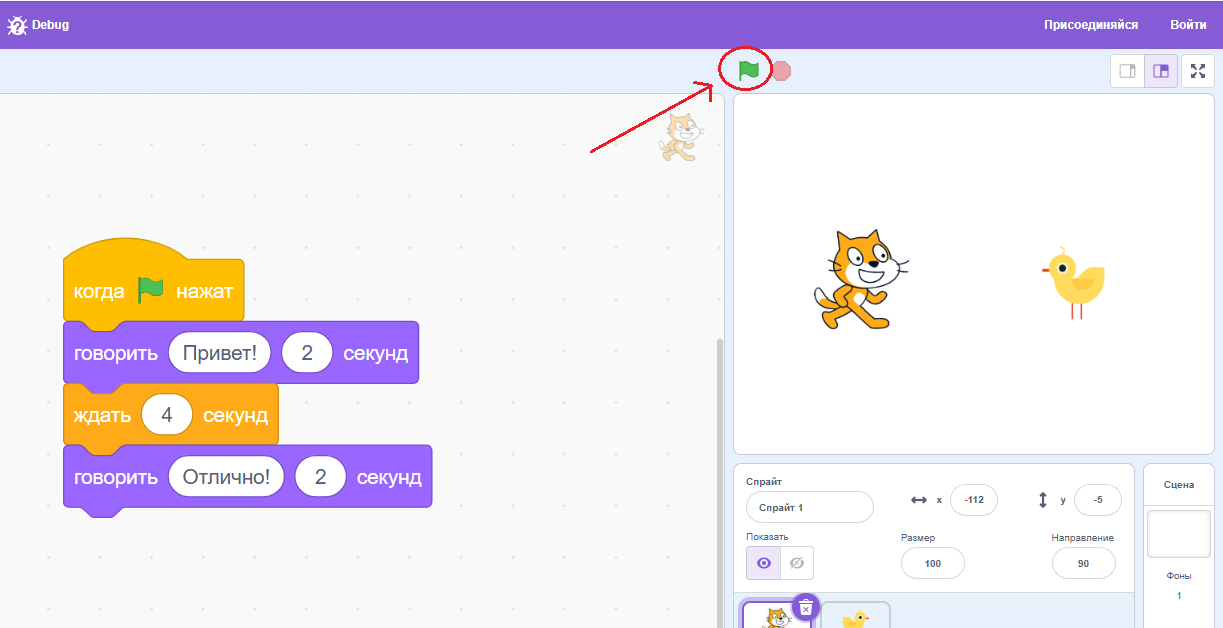 Debug
Присоединяйся
Войти
когда нажат
говорить Привет! 2 секунд
ждать 4 секунд
говорить Отлично! 2 секунд
Спрайт
Спрайт 1
x -112
y -5
Показать
Размер
100
Направление
90
Сцена
Фоны
1